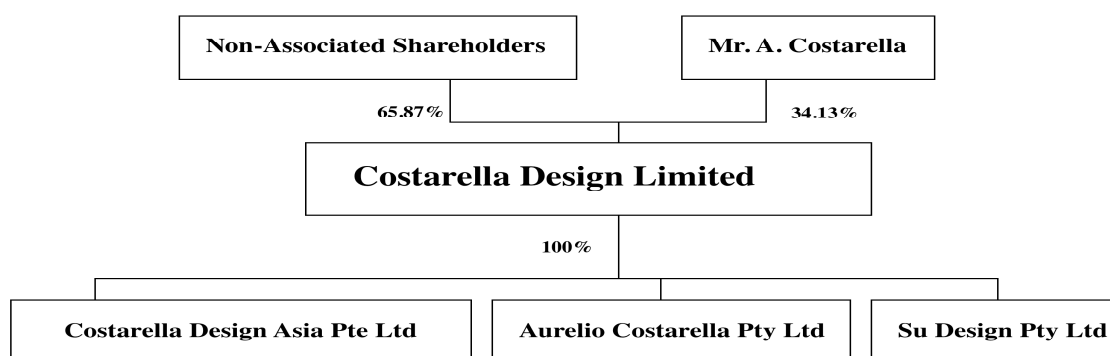 Non-Associated Shareholders
Mr. A. Costarella
65.87%
34.13%
Costarella Design Limited
100%
Costarella Design Asia Pte Ltd
Aurelio Costarella Pty Ltd
Su Design Pty Ltd